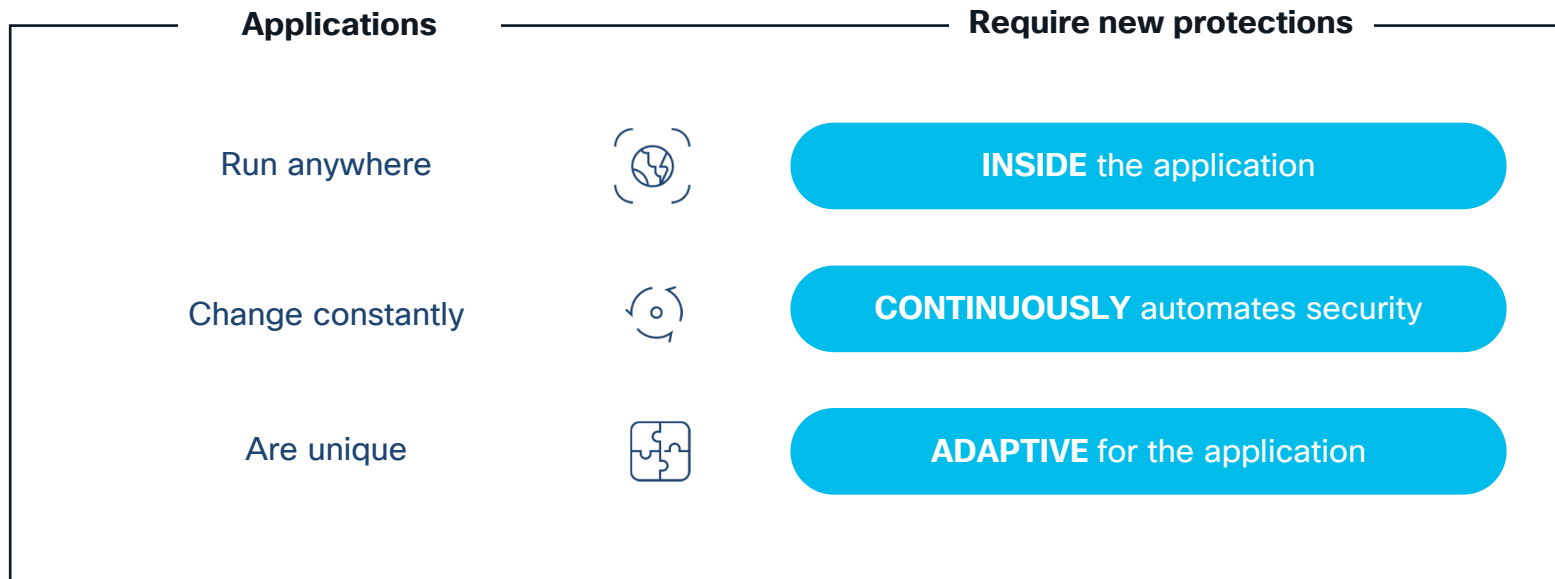 Applications
Require new protections
Run anywhere
INSIDE the application
Change constantly
CONTINUOUSLY automates security
Are unique
ADAPTIVE for the application